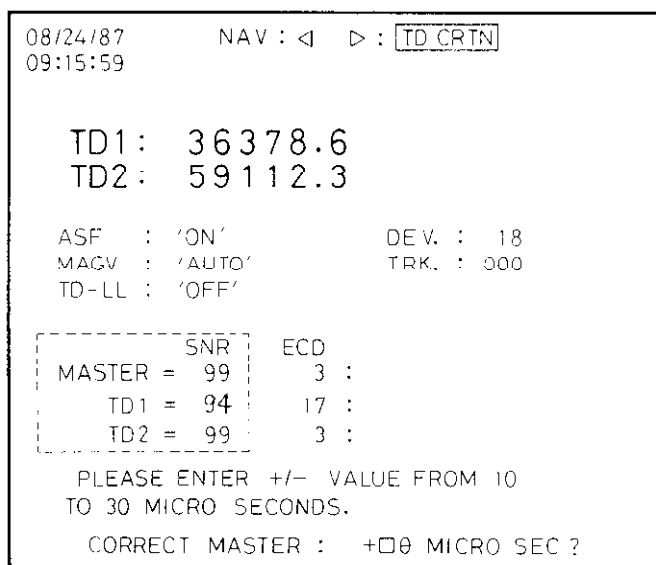 08/24/87 NAV : ◁ ▷ : TD CRTN
09:15:59
TD1: 36378.6
TD2: 59112.3
ASF : 'ON' DEV. : 18
MAGV : 'AUTO' TRK. : 000
TD-LL : 'OFF'
SNR ECD
MASTER = 99 3 :
TD1 = 94 17 :
TD2 = 99 3 :
PLEASE ENTER +/- VALUE FROM 10
TO 30 MICRO SECONDS.
CORRECT MASTER : +□0 MICRO SEC ?